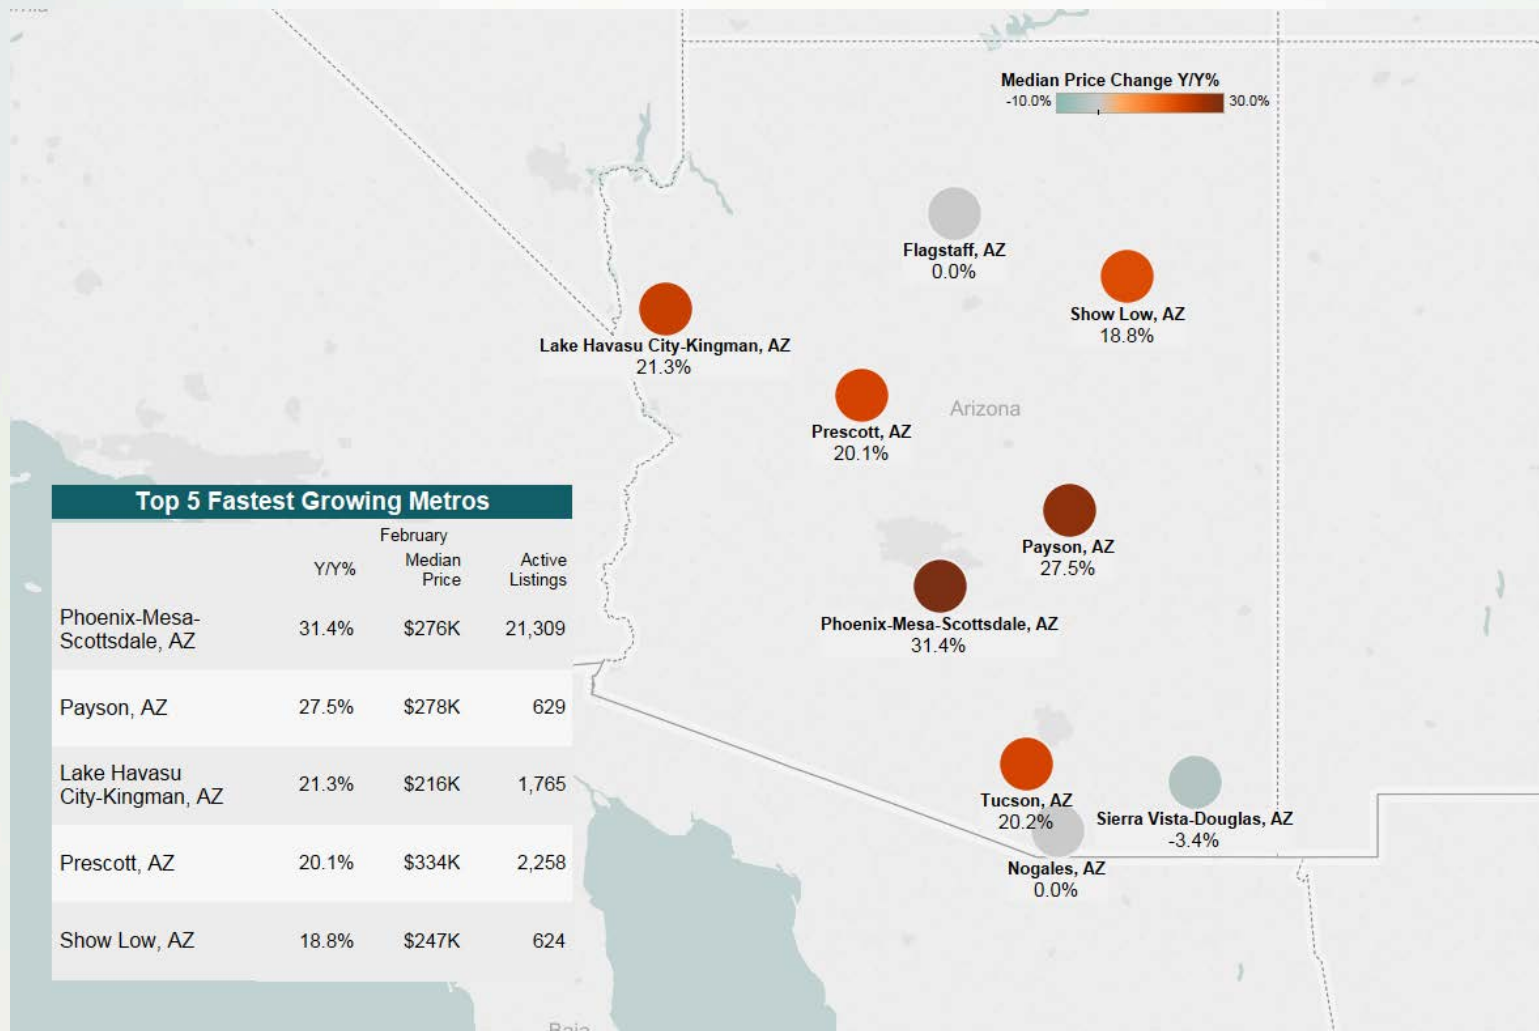 Median Price Change Y/Y%
-10.0% 30.0%
Flagstaff, AZ
0.0%
Show Low, AZ
18.8%
Lake Havasu City-Kingman, AZ
21.3%
Prescott, AZ
20.1%
Arizona
Payson, AZ
27.5%
Phoenix-Mesa-Scottsdale, AZ
31.4%
Tucson, AZ
20.2%
Sierra Vista-Douglas, AZ
-3.4%
Nogales, AZ
0.0%
Top 5 Fastest Growing Metros
February
Y/Y% Median Price Active Listings
Phoenix-Mesa-
Scottsdale, AZ 31.4% $276K 21,309
Payson, AZ 27.5% $278K 629
Lake Havasu
City-Kingman, AZ 21.3% $216K 1,765
Prescott, AZ 20.1% $334K 2,258
Show Low, AZ 18.8% $247K 624